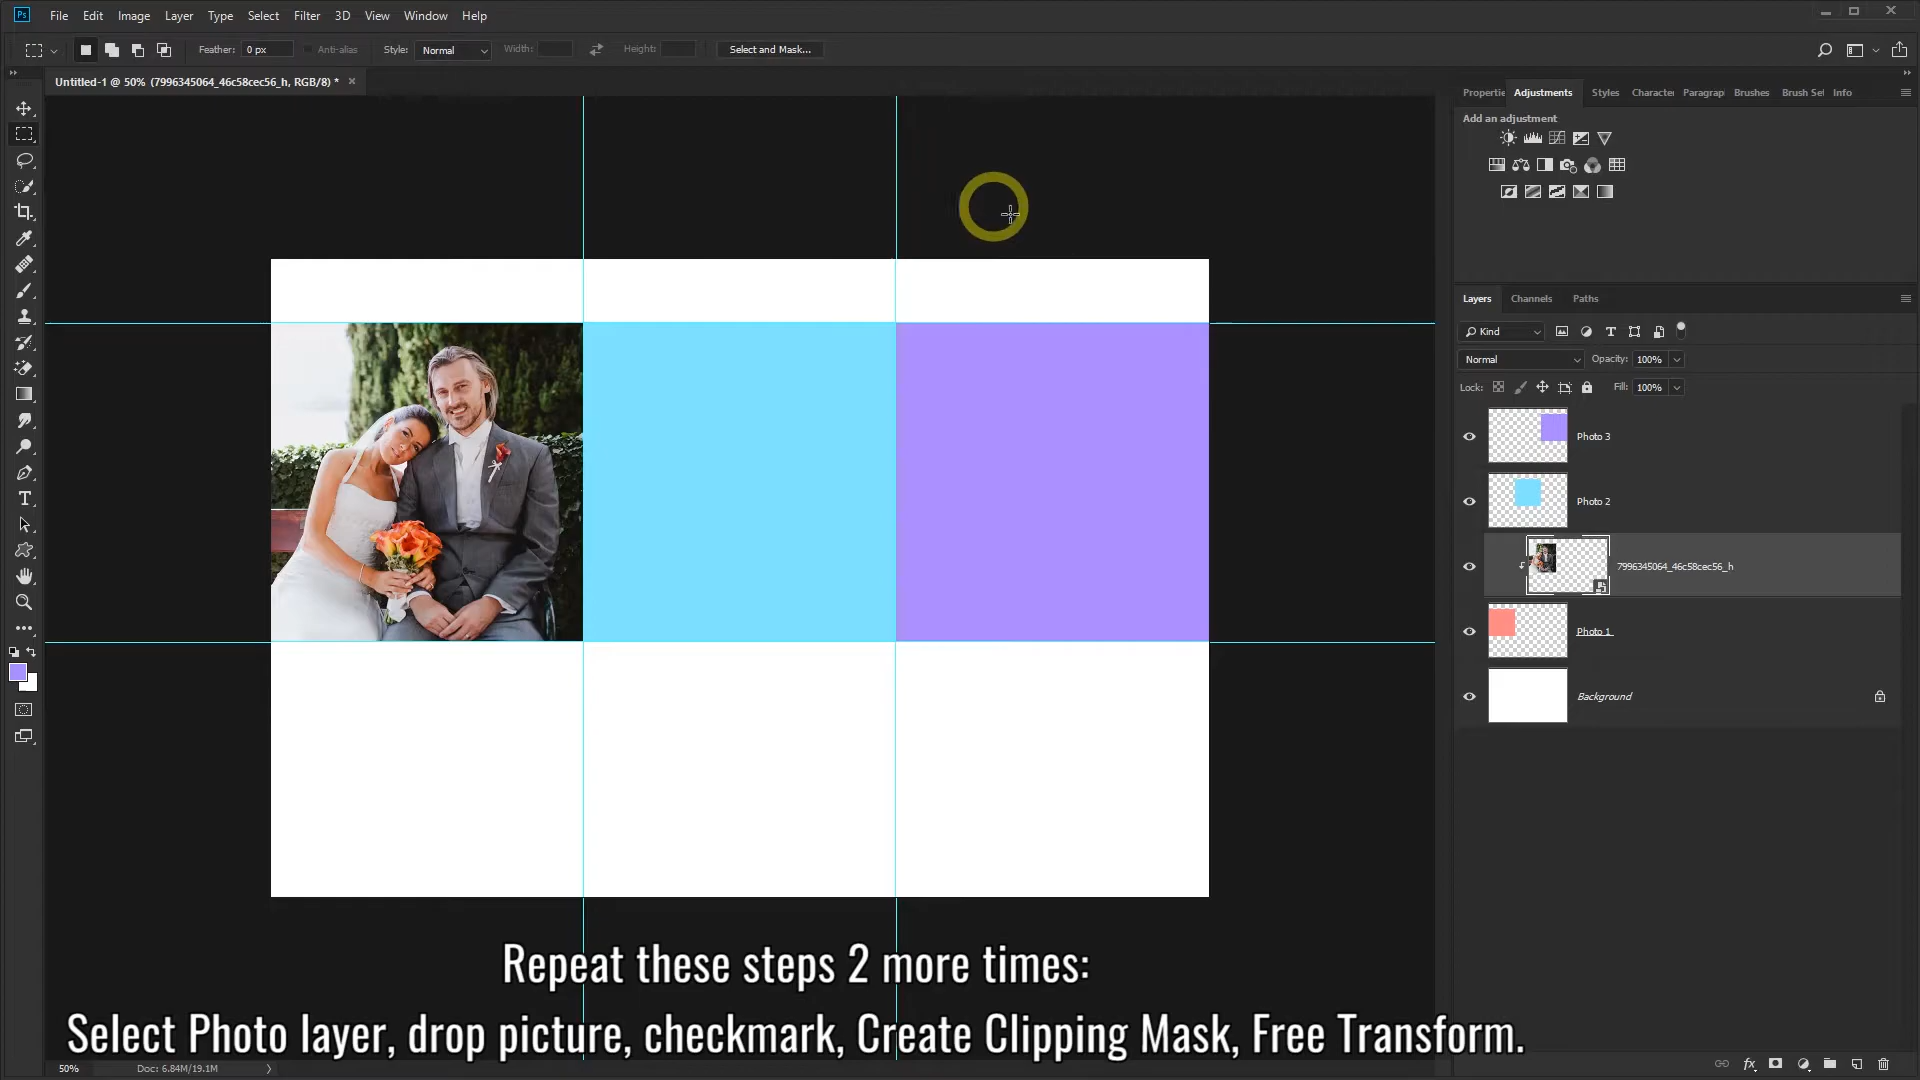 Ps File Edit Image Layer Type Select Filter 3D View Window Help
Feather: 0 px Anti-alias Style: Normal Width: Height: Select and Mask...
Untitled-1 @ 50% (7996345064_46c58cec56_h, RGB/8) *
Properties Adjustments Styles Character Paragrap Brushes Brush Set Info
Add an adjustment
Layers Channels Paths
Kind
Normal Opacity: 100%
Lock: Fill: 100%
Photo 3
Photo 2
7996345064_46c58cec56_h
Photo 1
Background
Repeat these steps 2 more times:
Select Photo layer, drop picture, checkmark, Create Clipping Mask, Free Transform.
50% Doc: 6.84M/19.1M
fx